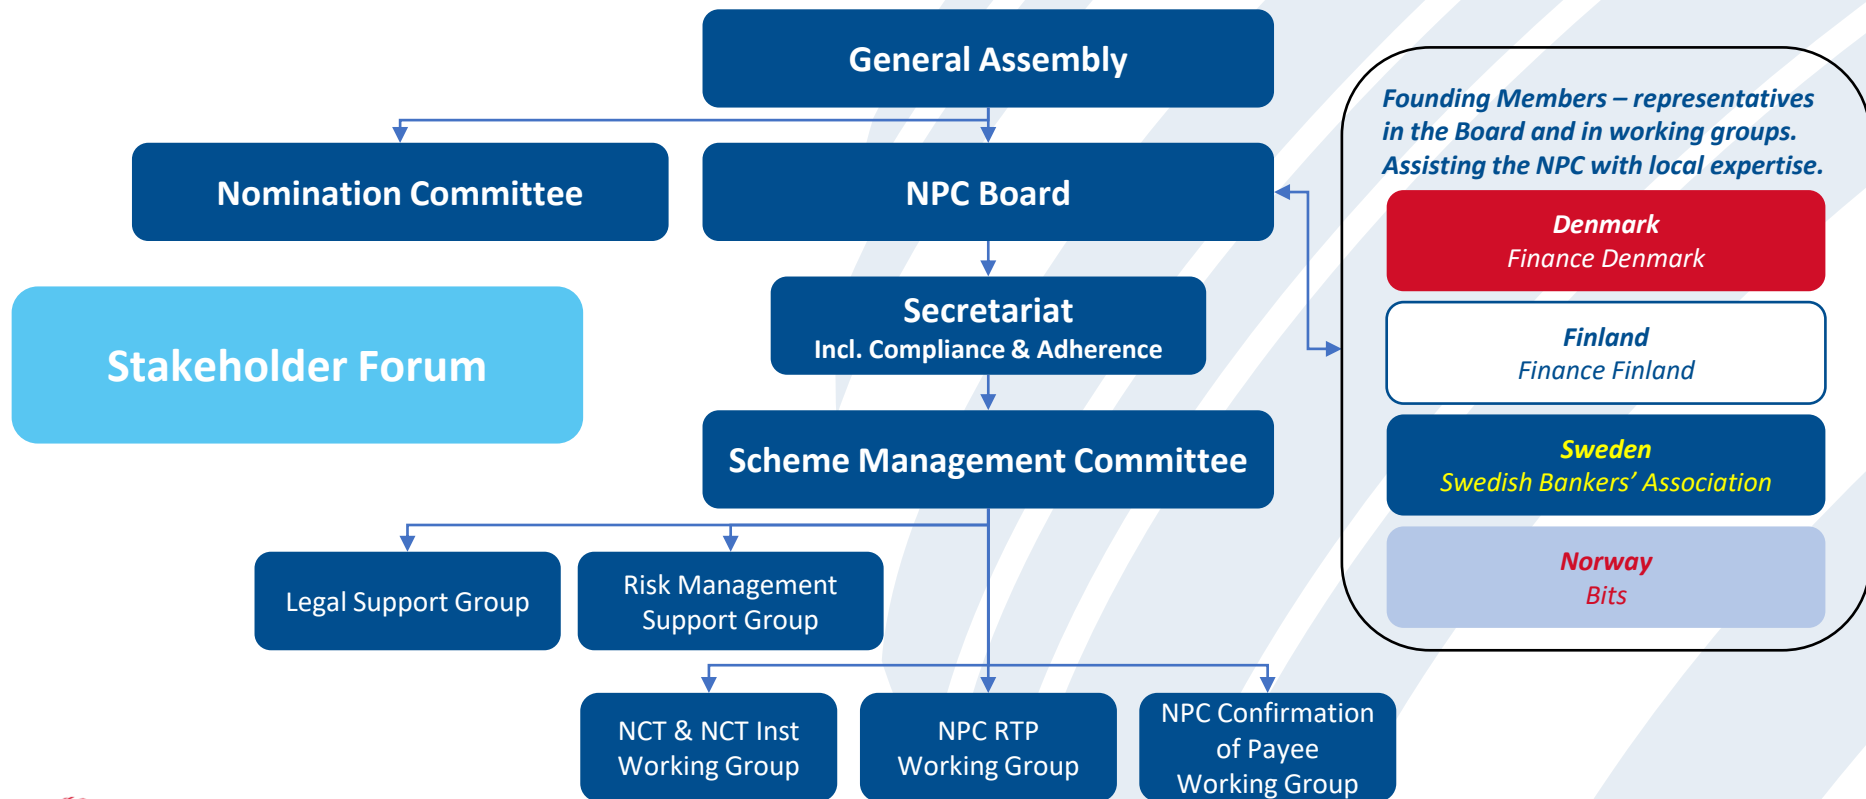 General Assembly
Founding Members – representatives
in the Board and in working groups.
Assisting the NPC with local expertise.
Nomination Committee
NPC Board
Denmark
Finance Denmark
Stakeholder Forum
Secretariat
Incl. Compliance & Adherence
Finland
Finance Finland
Scheme Management Committee
Sweden
Swedish Bankers’ Association
Legal Support Group
Risk Management
Support Group
Norway
Bits
NCT & NCT Inst
Working Group
NPC RTP
Working Group
NPC Confirmation
of Payee
Working Group